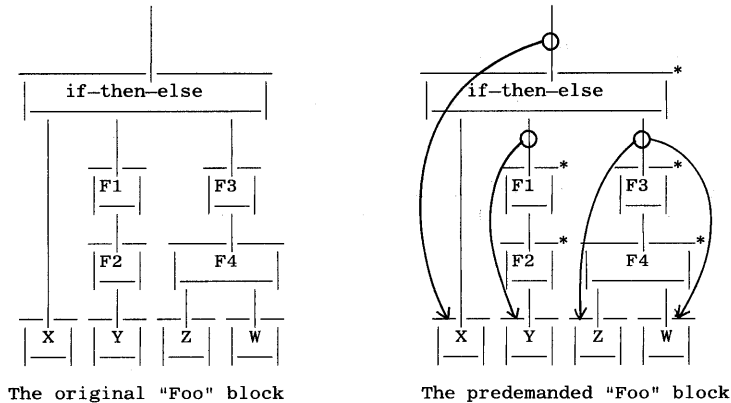 if—then—else if—then—else *
F1 F3 F1 * F3 *
F2 F4 F2 * F4 *
X Y Z W X Y Z W
The original "Foo" block The predemanded "Foo" block